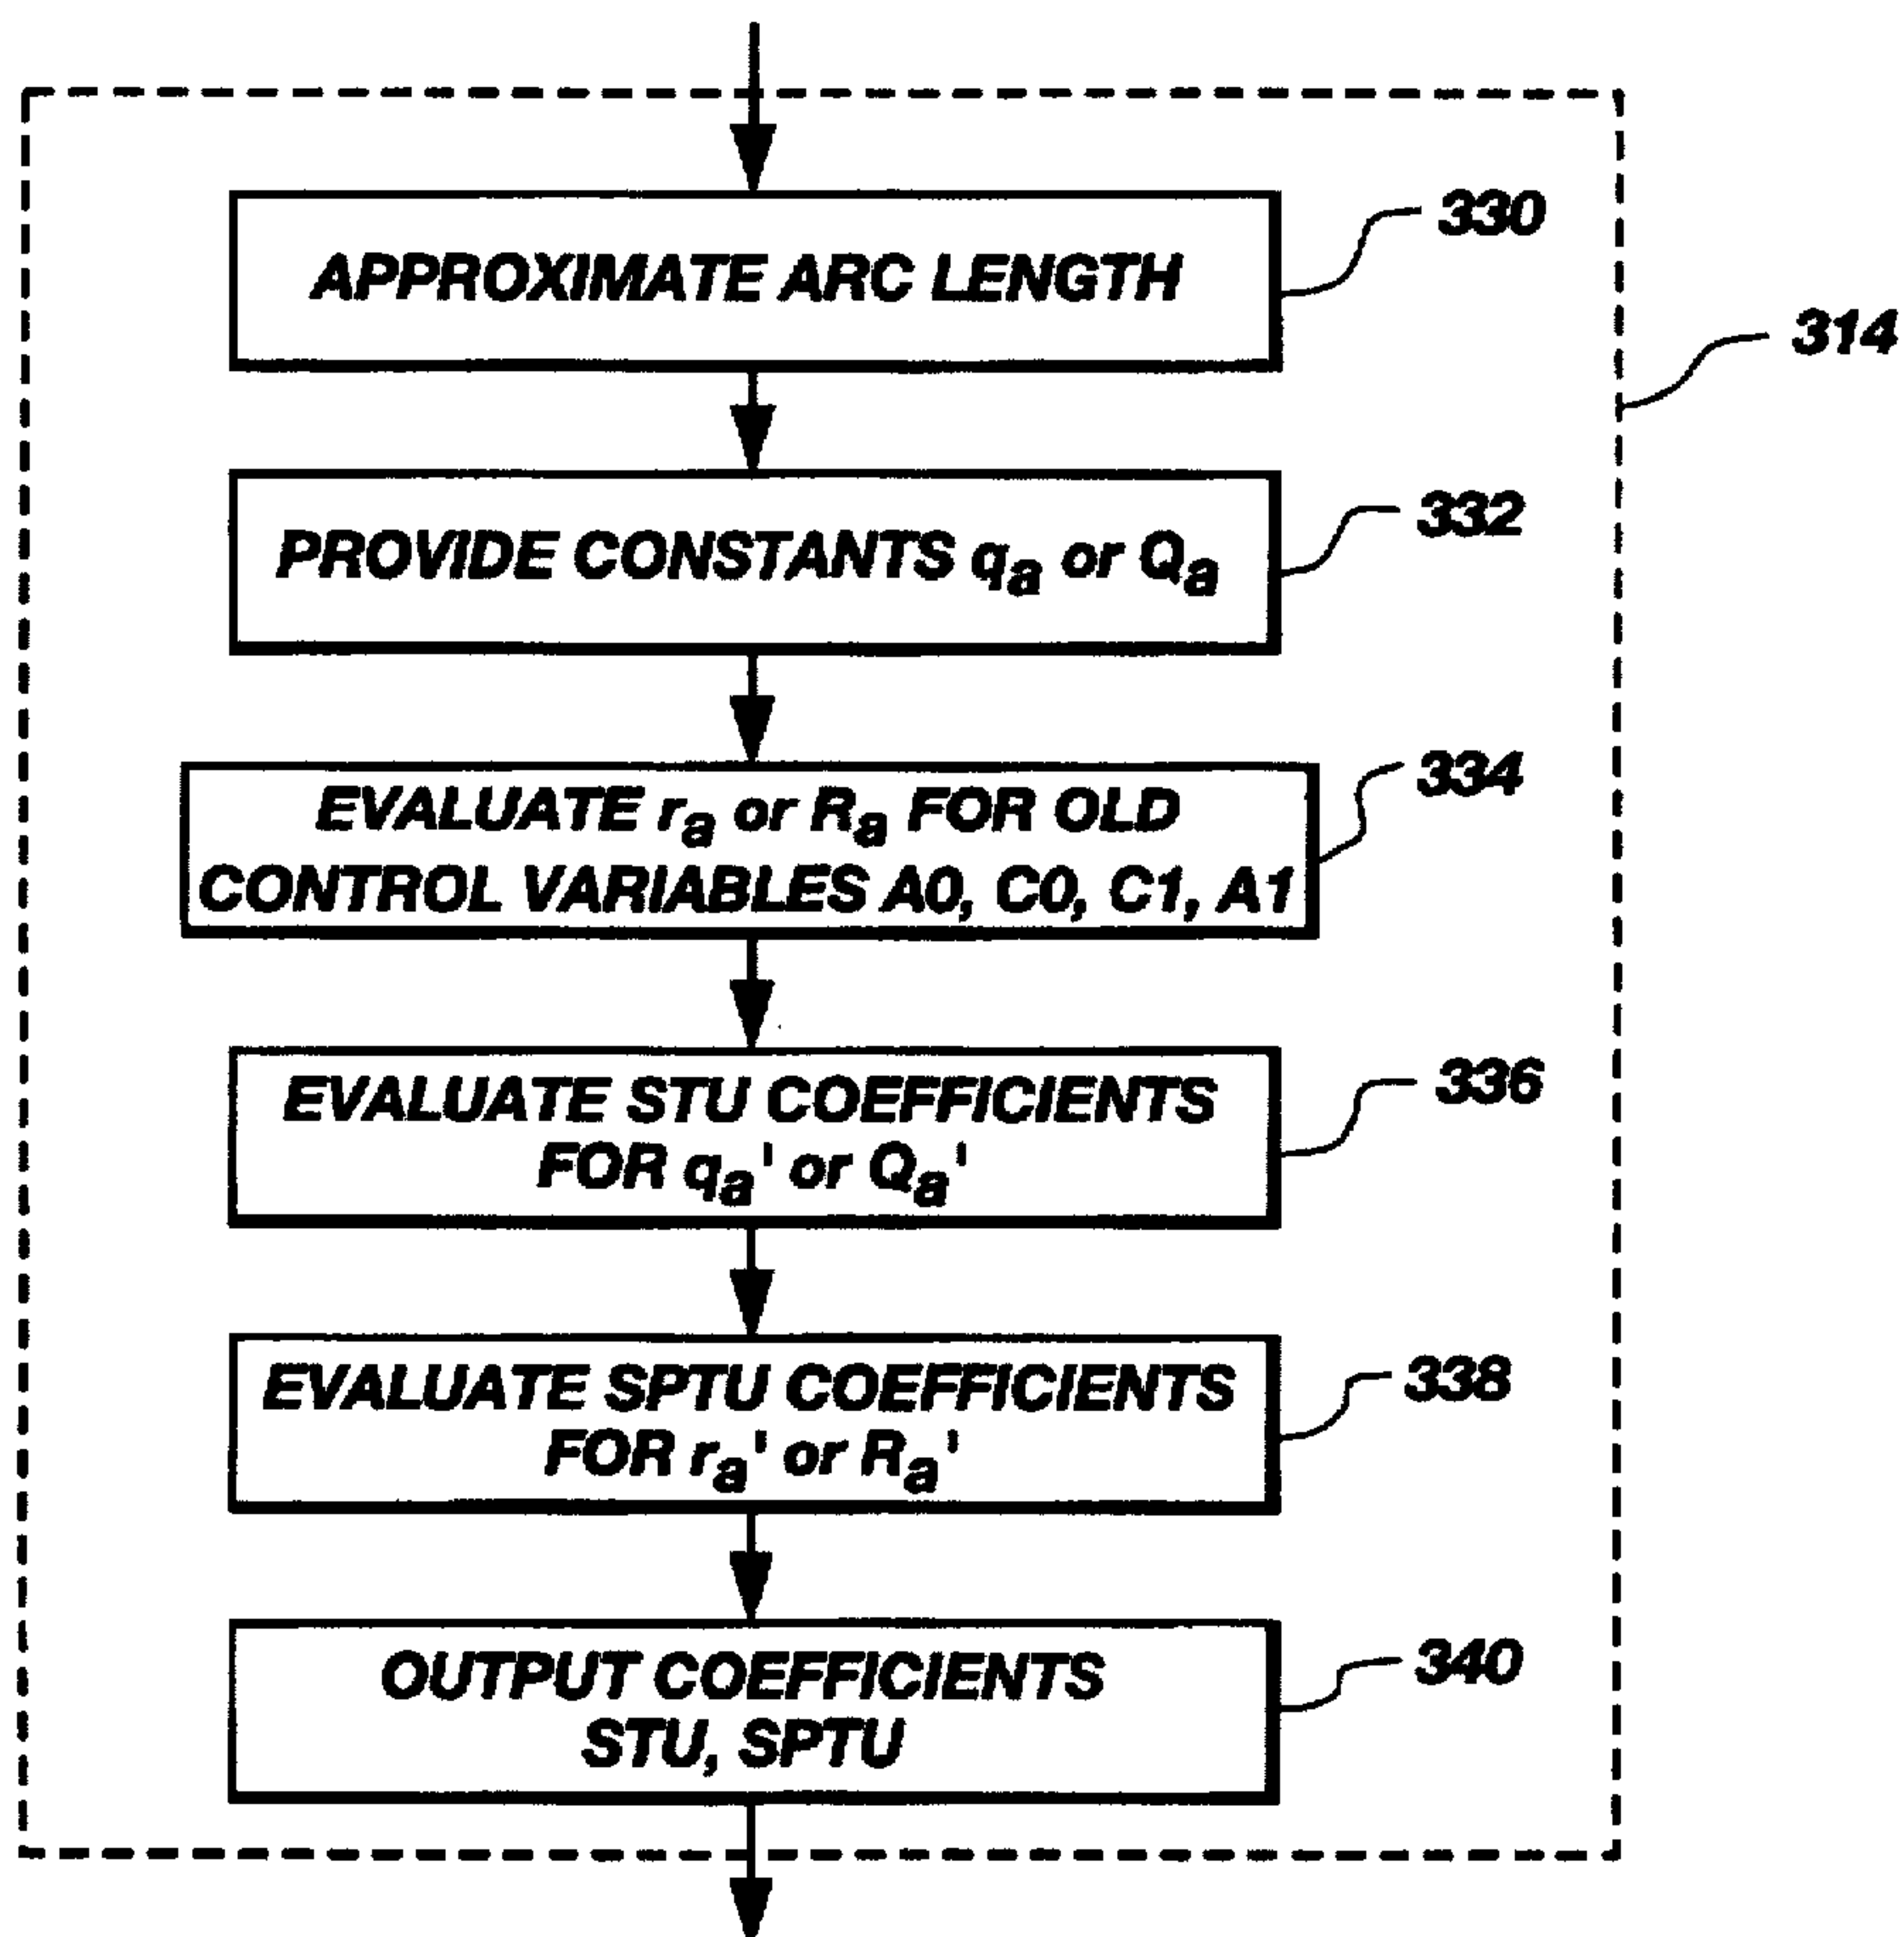 APPROXIMATE ARC LENGTH
330
314
PROVIDE CONSTANTS qa or Qa
332
EVALUATE ra or Ra FOR OLD
CONTROL VARIABLES A0, C0, C1, A1
334
EVALUATE STU COEFFICIENTS
FOR qa' or Qa'
336
EVALUATE SPTU COEFFICIENTS
FOR ra' or Ra'
338
OUTPUT COEFFICIENTS
STU, SPTU
340